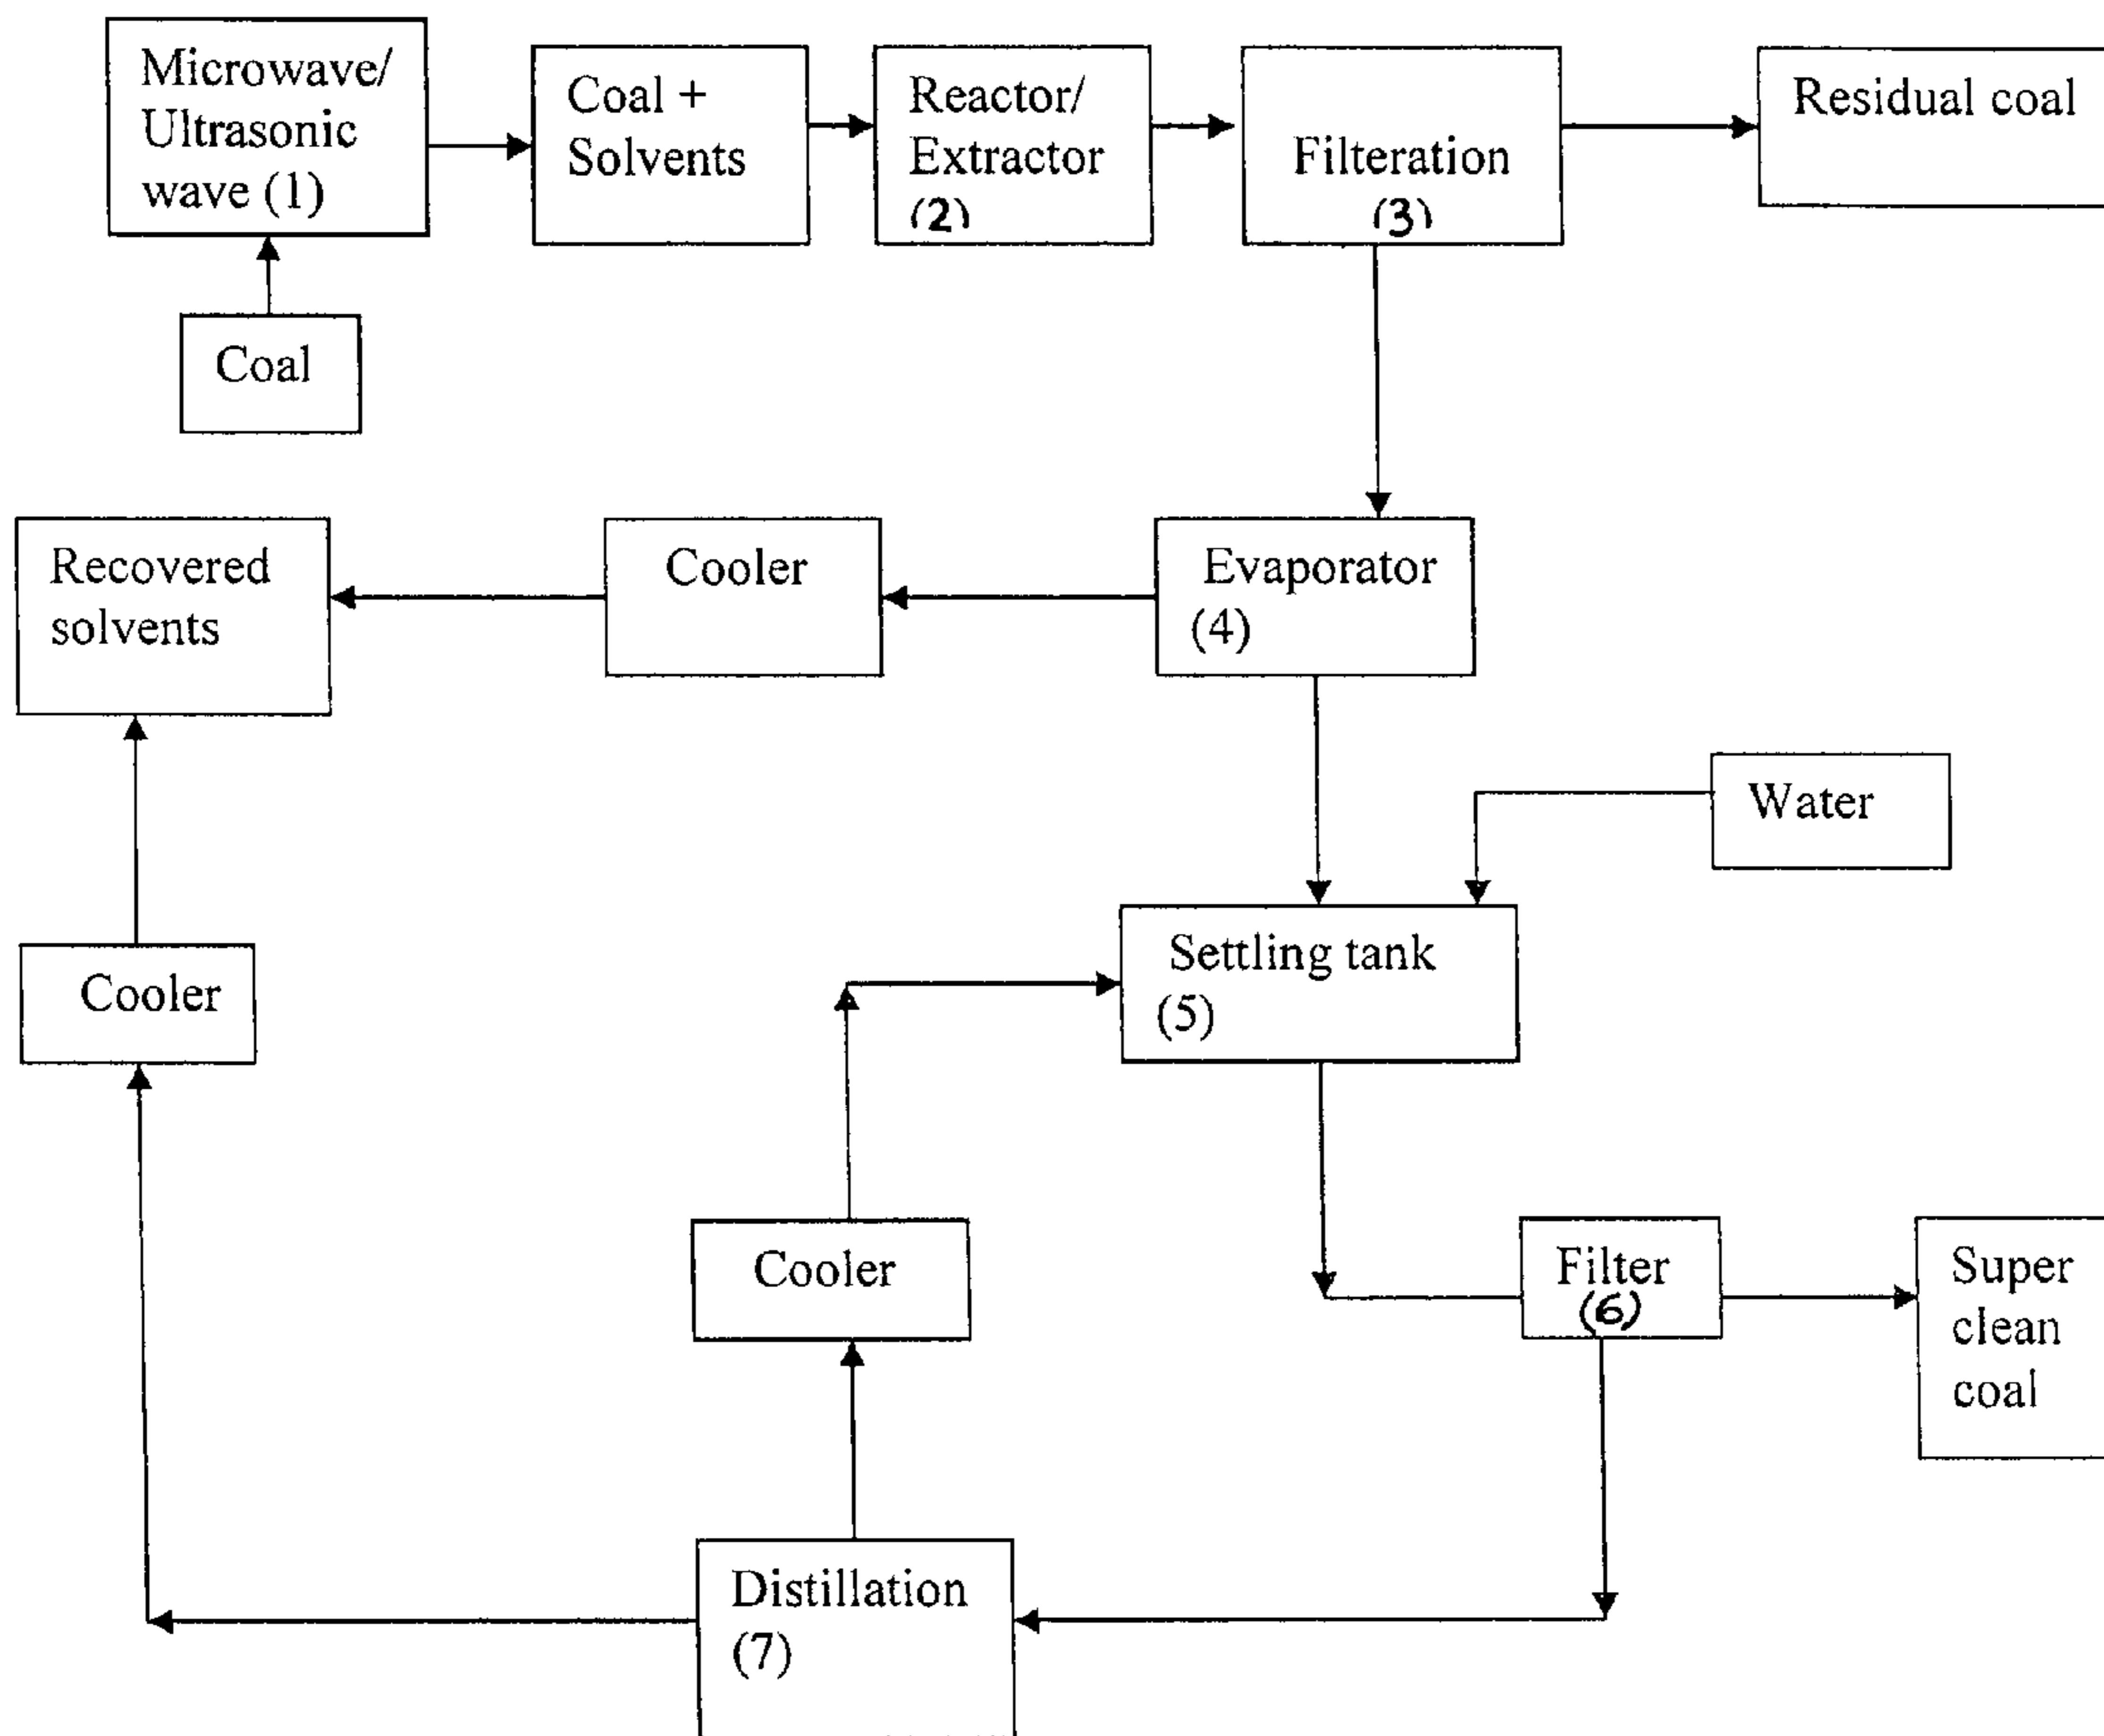 Microwave/
Ultrasonic
wave (1)
Coal +
Solvents
Reactor/
Extractor
(2)
Filteration
(3)
Residual coal
Coal
Recovered
solvents
Cooler
Evaporator
(4)
Water
Cooler
Settling tank
(5)
Cooler
Filter
(6)
Super
clean
coal
Distillation
(7)